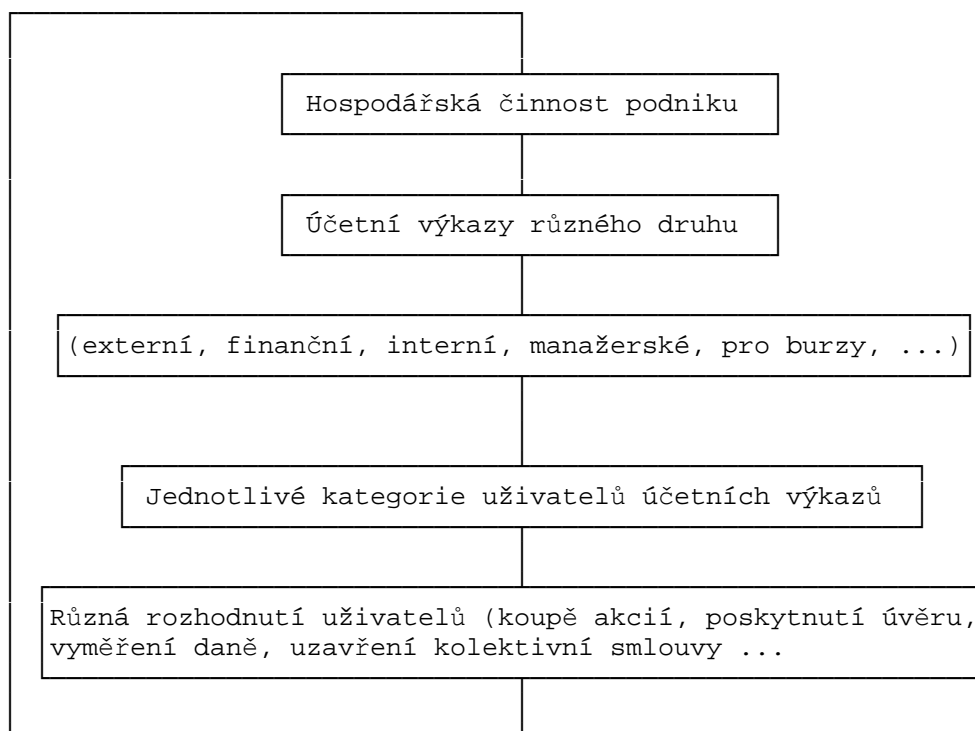 Hospodářská činnost podniku
Účetní výkazy různého druhu
(externí, finanční, interní, manažerské, pro burzy, ...)
Jednotlivé kategorie uživatelů účetních výkazů
Různá rozhodnutí uživatelů (koupě akcií, poskytnutí úvěru,
vyměření daně, uzavření kolektivní smlouvy ...